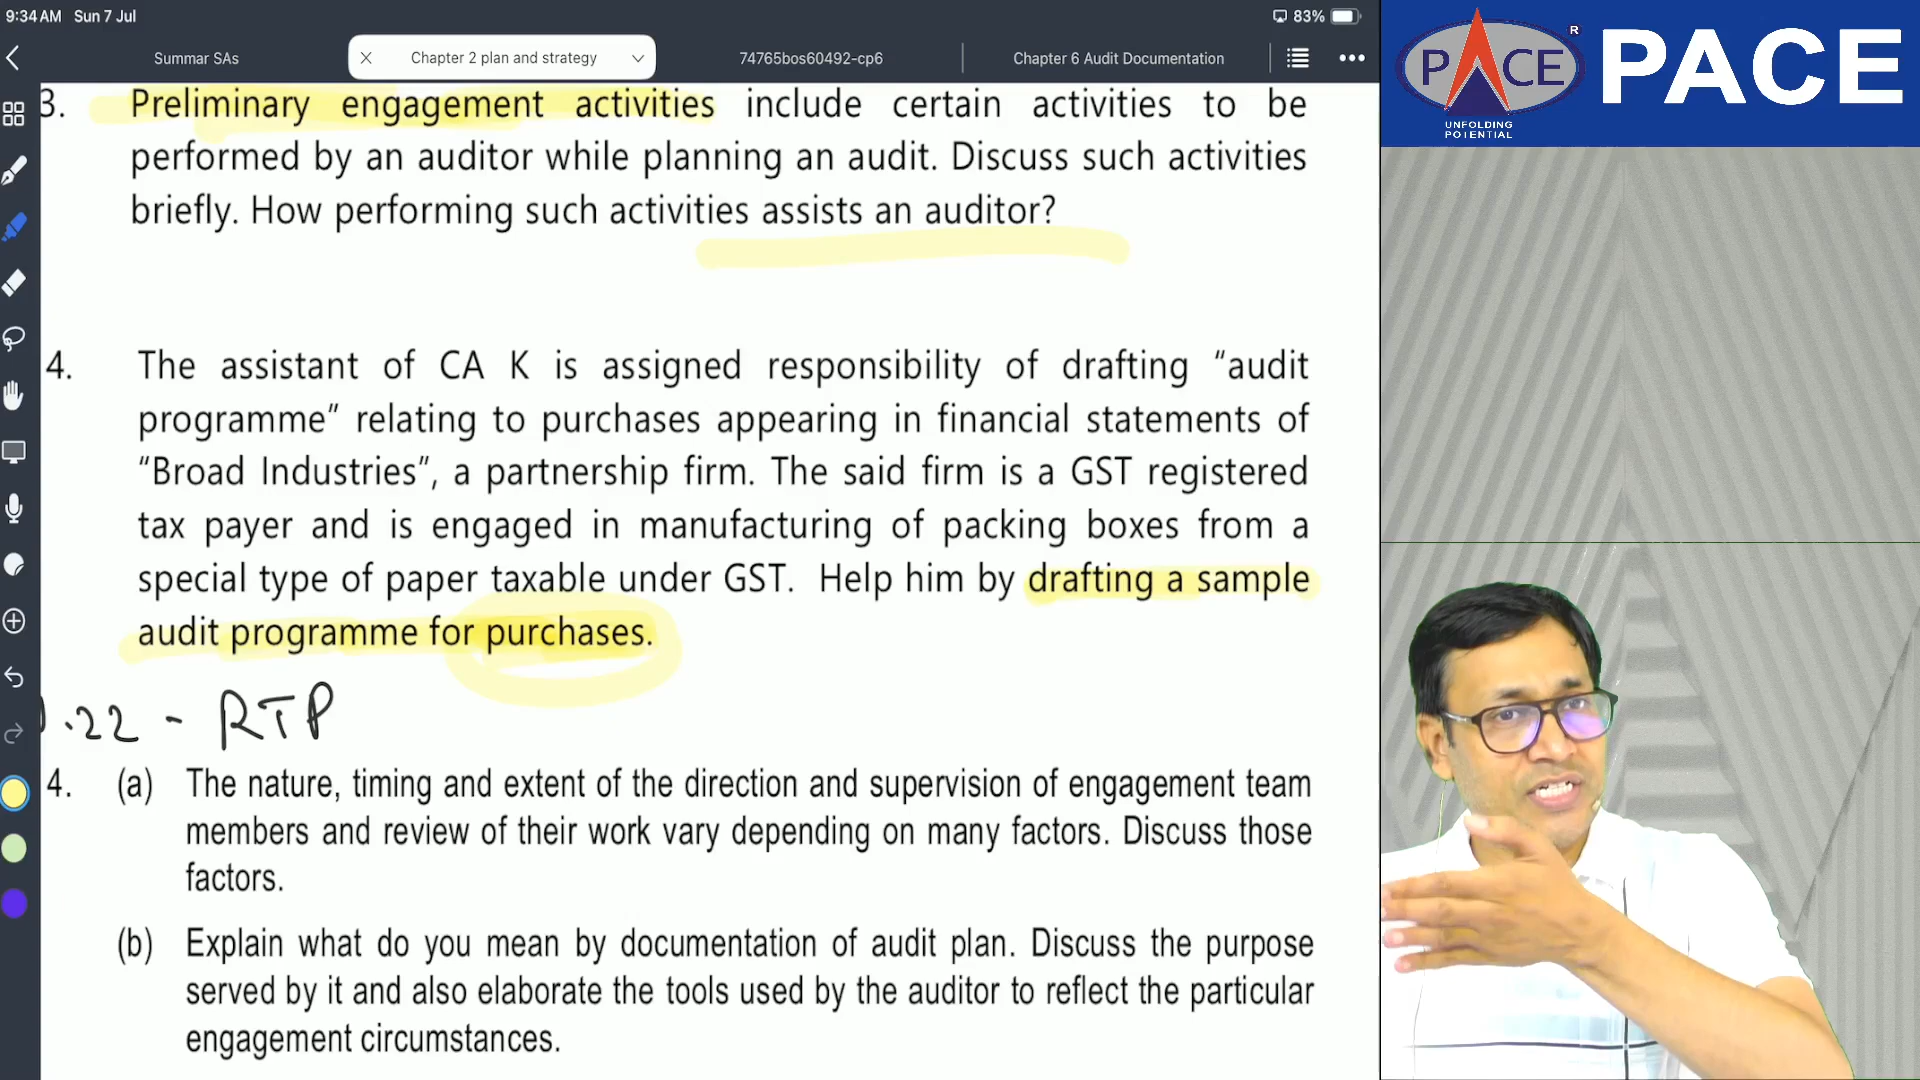 9:34 AM Sun 7 Jul
83%
Summar SAs
Chapter 2 plan and strategy
74765bos60492-cp6
Chapter 6 Audit Documentation
3. Preliminary engagement activities include certain activities to be
performed by an auditor while planning an audit. Discuss such activities
briefly. How performing such activities assists an auditor?
4. The assistant of CA K is assigned responsibility of drafting “audit
programme” relating to purchases appearing in financial statements of
“Broad Industries”, a partnership firm. The said firm is a GST registered
tax payer and is engaged in manufacturing of packing boxes from a
special type of paper taxable under GST. Help him by drafting a sample
audit programme for purchases.
.22 - RTP
4. (a) The nature, timing and extent of the direction and supervision of engagement team
members and review of their work vary depending on many factors. Discuss those
factors.
(b) Explain what do you mean by documentation of audit plan. Discuss the purpose
served by it and also elaborate the tools used by the auditor to reflect the particular
engagement circumstances.
PACE
®
UNFOLDING
POTENTIAL
PACE